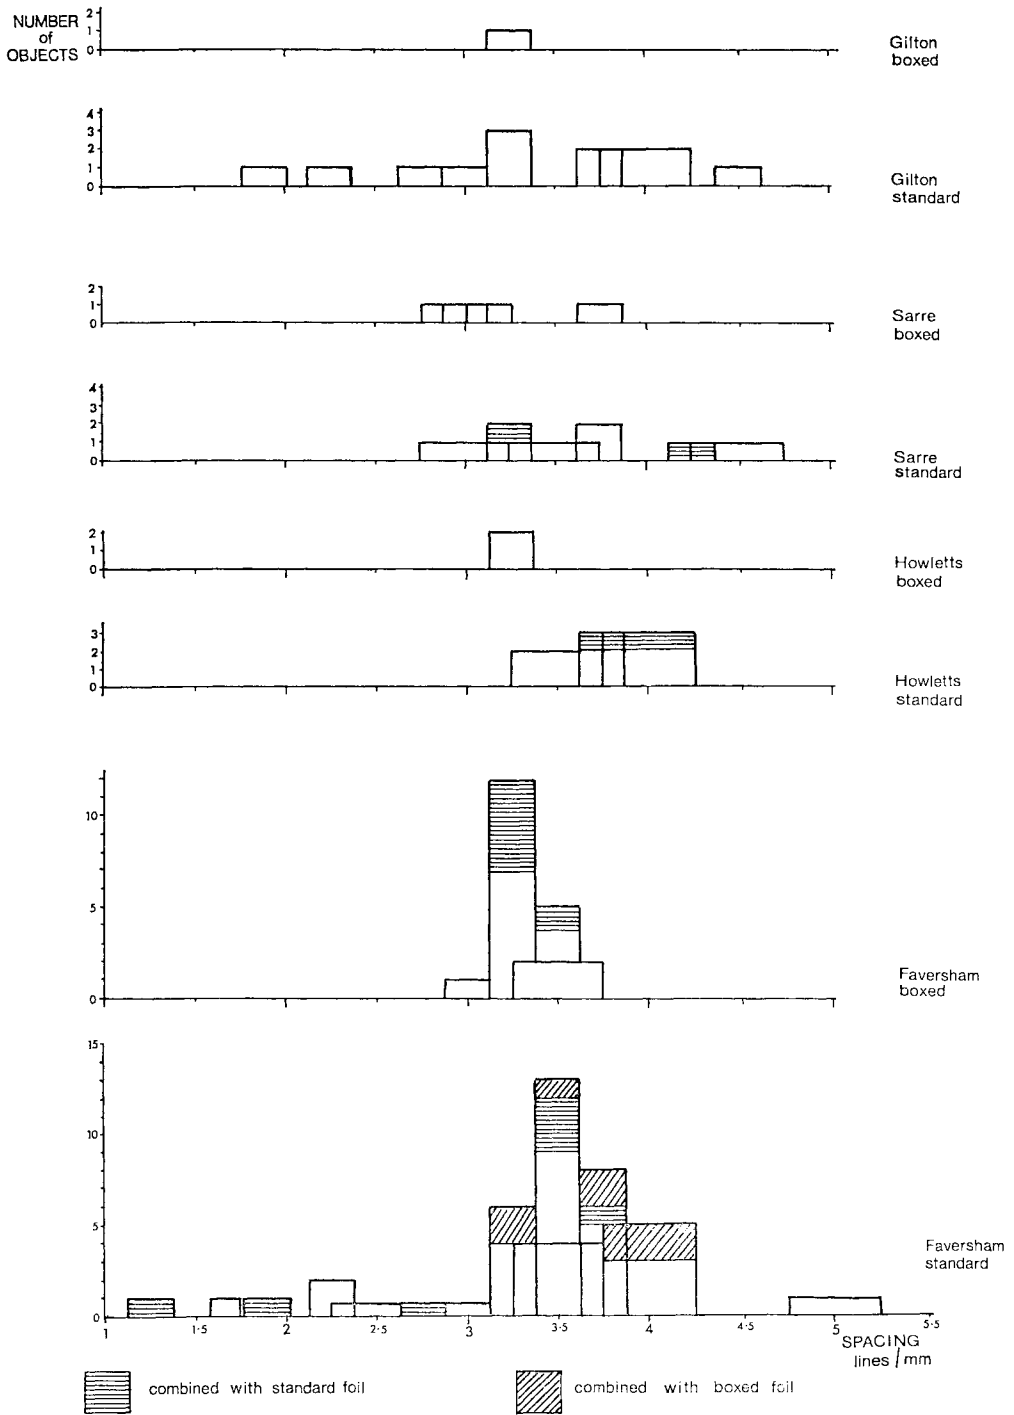 NUMBER
of
OBJECTS
2
1
0
Gilton
boxed
4
3
2
1
0
Gilton
standard
2
1
0
Sarre
boxed
4
3
2
1
0
Sarre
standard
2
1
0
Howletts
boxed
3
2
1
0
Howletts
standard
10
5
0
Faversham
boxed
15
10
5
0
Faversham
standard
1 1·5 2 2·5 3 3·5 4 4·5 5 5·5
SPACING
lines / mm
combined with standard foil
combined with boxed foil